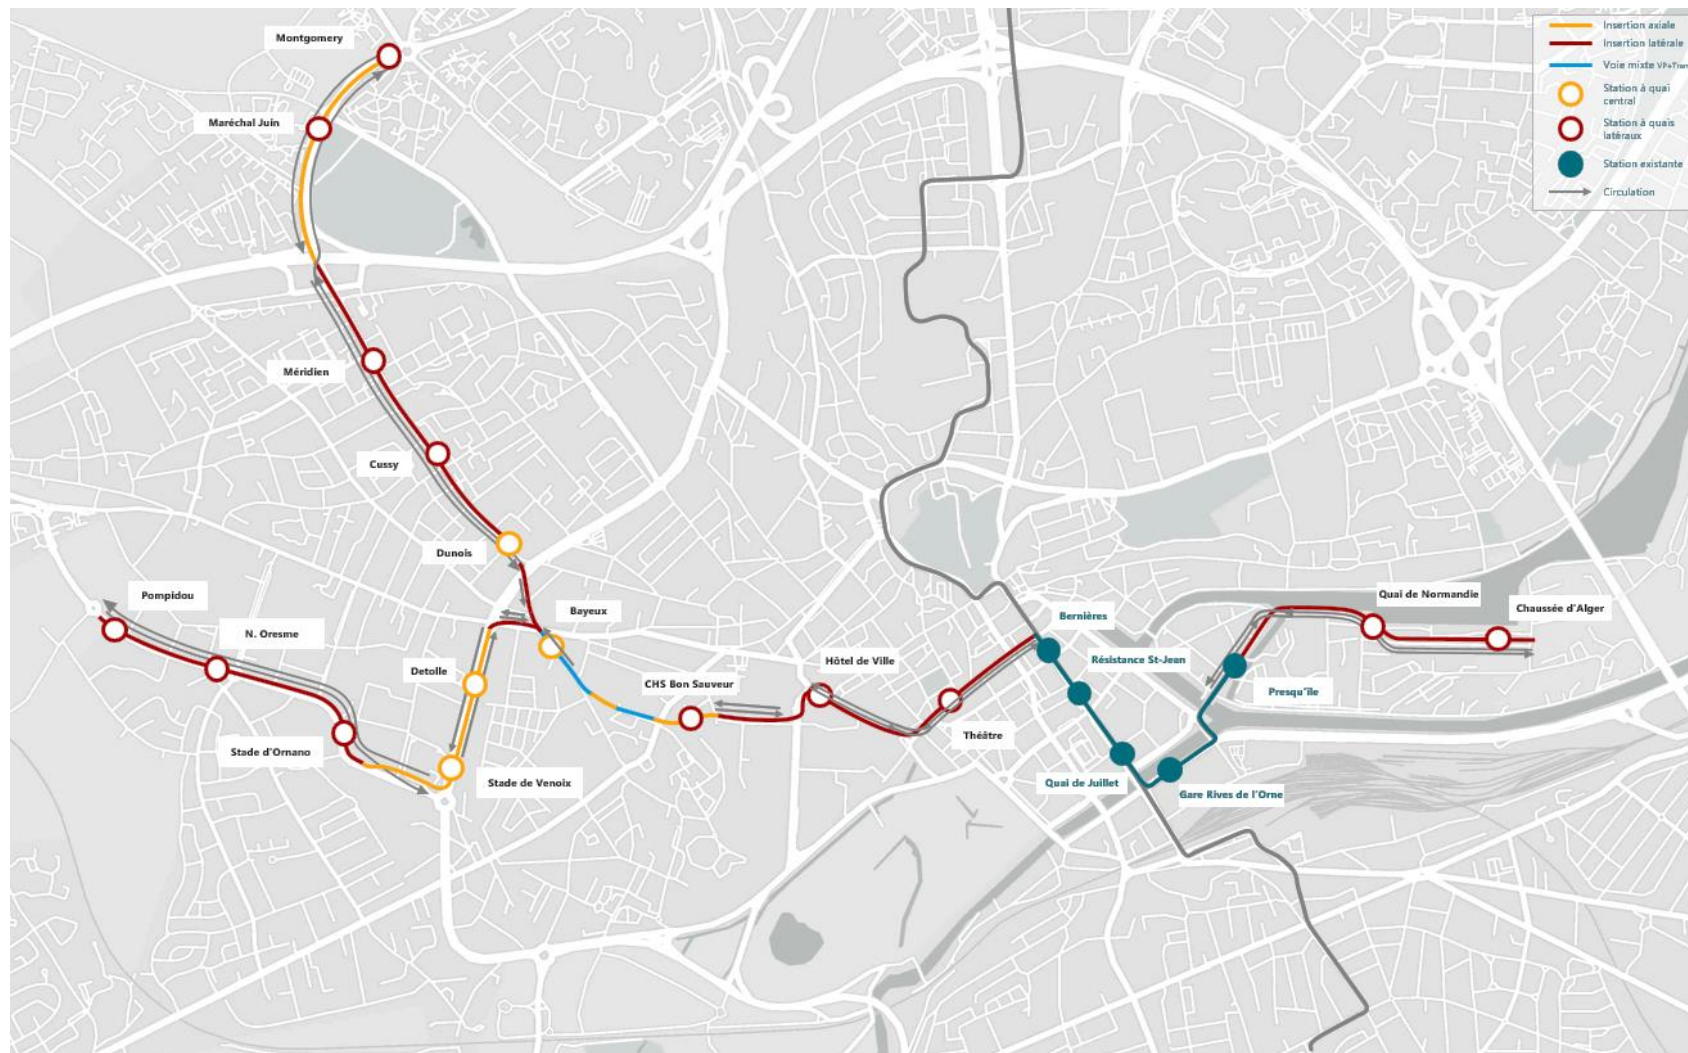 Insertion axiale
Insertion latérale
Voie mixte VP+Tram
Station à quai
central
Station à quais
latéraux
Station existante
Circulation
Montgomery
Maréchal Juin
Méridien
Cussy
Dunois
Bayeux
Pompidou
N. Oresme
Detolle
Stade d'Ornano
Stade de Venoix
CHS Bon Sauveur
Hôtel de Ville
Théâtre
Bernières
Résistance St-Jean
Quai de Juillet
Gare Rives de l'Orne
Presqu'île
Quai de Normandie
Chaussée d'Alger